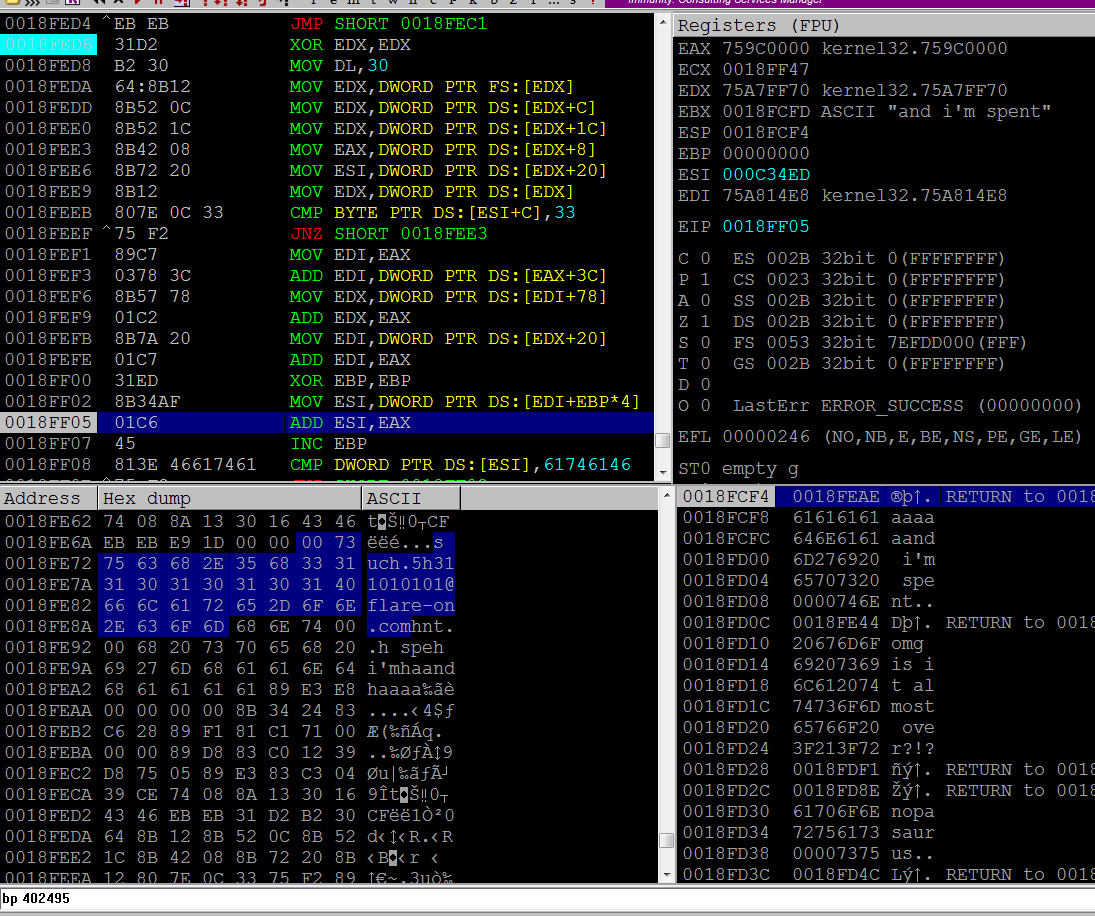 Immunity: Consulting Services Manager
0018FED4 ^EB EB JMP SHORT 0018FEC1
0018FED6 31D2 XOR EDX,EDX
0018FED8 B2 30 MOV DL,30
0018FEDA 64:8B12 MOV EDX,DWORD PTR FS:[EDX]
0018FEDD 8B52 0C MOV EDX,DWORD PTR DS:[EDX+C]
0018FEE0 8B52 1C MOV EDX,DWORD PTR DS:[EDX+1C]
0018FEE3 8B42 08 MOV EAX,DWORD PTR DS:[EDX+8]
0018FEE6 8B72 20 MOV ESI,DWORD PTR DS:[EDX+20]
0018FEE9 8B12 MOV EDX,DWORD PTR DS:[EDX]
0018FEEB 807E 0C 33 CMP BYTE PTR DS:[ESI+C],33
0018FEEF ^75 F2 JNZ SHORT 0018FEE3
0018FEF1 89C7 MOV EDI,EAX
0018FEF3 0378 3C ADD EDI,DWORD PTR DS:[EAX+3C]
0018FEF6 8B57 78 MOV EDX,DWORD PTR DS:[EDI+78]
0018FEF9 01C2 ADD EDX,EAX
0018FEFB 8B7A 20 MOV EDI,DWORD PTR DS:[EDX+20]
0018FEFE 01C7 ADD EDI,EAX
0018FF00 31ED XOR EBP,EBP
0018FF02 8B34AF MOV ESI,DWORD PTR DS:[EDI+EBP*4]
0018FF05 01C6 ADD ESI,EAX
0018FF07 45 INC EBP
0018FF08 813E 46617461 CMP DWORD PTR DS:[ESI],61746146
Registers (FPU)
EAX 759C0000 kernel32.759C0000
ECX 0018FF47
EDX 75A7FF70 kernel32.75A7FF70
EBX 0018FCFD ASCII "and i'm spent"
ESP 0018FCF4
EBP 00000000
ESI 000C34ED
EDI 75A814E8 kernel32.75A814E8
EIP 0018FF05
C 0 ES 002B 32bit 0(FFFFFFFF)
P 1 CS 0023 32bit 0(FFFFFFFF)
A 0 SS 002B 32bit 0(FFFFFFFF)
Z 1 DS 002B 32bit 0(FFFFFFFF)
S 0 FS 0053 32bit 7EFDD000(FFF)
T 0 GS 002B 32bit 0(FFFFFFFF)
D 0
O 0 LastErr ERROR_SUCCESS (00000000)
EFL 00000246 (NO,NB,E,BE,NS,PE,GE,LE)
ST0 empty g
Address Hex dump ASCII
0018FE62 74 08 8A 13 30 16 43 46 t◘Š‼0┬CF
0018FE6A EB EB E9 1D 00 00 00 73 ëëé...s
0018FE72 75 63 68 2E 35 68 33 31 uch.5h31
0018FE7A 31 30 31 30 31 30 31 40 1010101@
0018FE82 66 6C 61 72 65 2D 6F 6E flare-on
0018FE8A 2E 63 6F 6D 68 6E 74 00 .comhnt.
0018FE92 00 68 20 73 70 65 68 20 .h speh
0018FE9A 69 27 6D 68 61 61 6E 64 i'mhaand
0018FEA2 68 61 61 61 61 89 E3 E8 haaaa‰ãè
0018FEAA 00 00 00 00 8B 34 24 83 ....‹4$ƒ
0018FEB2 C6 28 89 F1 81 C1 71 00 Æ(‰ñÁq.
0018FEBA 00 00 89 D8 83 C0 12 39 ..‰ØƒÀ↕9
0018FEC2 D8 75 05 89 E3 83 C3 04 Øu|‰ãƒÃ┘
0018FECA 39 CE 74 08 8A 13 30 16 9Ît◘Š‼0┬
0018FED2 43 46 EB EB 31 D2 B2 30 CFëë1Ò²0
0018FEDA 64 8B 12 8B 52 0C 8B 52 d‹↕‹R.‹R
0018FEE2 1C 8B 42 08 8B 72 20 8B ‹B◘‹r ‹
0018FEEA 12 80 7E 0C 33 75 F2 89 ↕€~.3uò‰
0018FCF4 0018FEAE ®þ↑. RETURN to 0018
0018FCF8 61616161 aaaa
0018FCFC 646E6161 aand
0018FD00 6D276920 i'm
0018FD04 65707320 spe
0018FD08 0000746E nt..
0018FD0C 0018FE44 Dþ↑. RETURN to 0018
0018FD10 20676D6F omg
0018FD14 69207369 is i
0018FD18 6C612074 t al
0018FD1C 74736F6D most
0018FD20 65766F20 ove
0018FD24 3F213F72 r?!?
0018FD28 0018FDF1 ñý↑. RETURN to 0018
0018FD2C 0018FD8E Žý↑. RETURN to 0018
0018FD30 61706F6E nopa
0018FD34 72756173 saur
0018FD38 00007375 us..
0018FD3C 0018FD4C Lý↑. RETURN to 0018
bp 402495